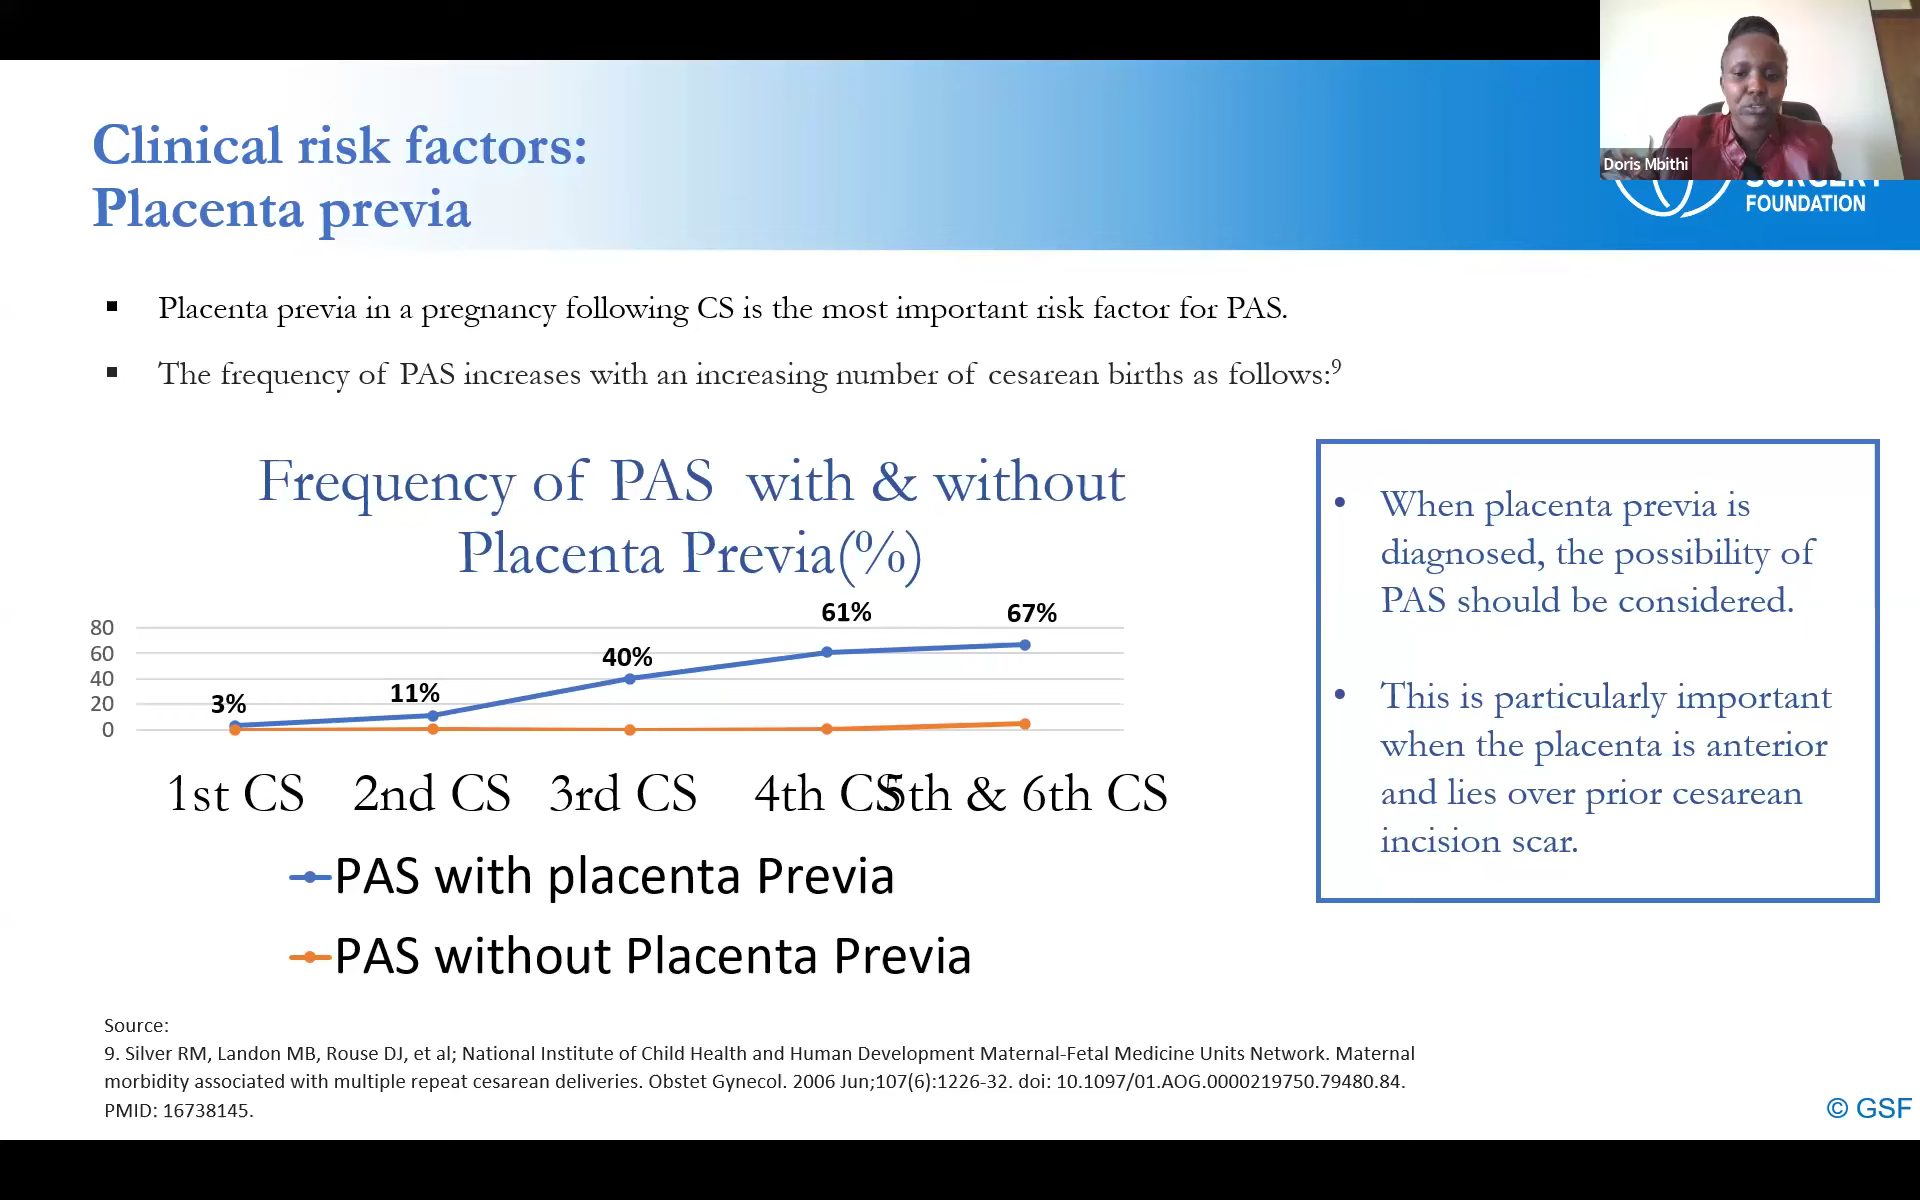 Clinical risk factors:
Placenta previa
Doris Mbithi
FOUNDATION
▪ Placenta previa in a pregnancy following CS is the most important risk factor for PAS.
▪ The frequency of PAS increases with an increasing number of cesarean births as follows:9
Frequency of PAS with & without
Placenta Previa(%)
80
60
40
20
0
3%
11%
40%
61%
67%
1st CS
2nd CS
3rd CS
4th CS
5th & 6th CS
PAS with placenta Previa
PAS without Placenta Previa
• When placenta previa is
diagnosed, the possibility of
PAS should be considered.
• This is particularly important
when the placenta is anterior
and lies over prior cesarean
incision scar.
Source:
9. Silver RM, Landon MB, Rouse DJ, et al; National Institute of Child Health and Human Development Maternal-Fetal Medicine Units Network. Maternal
morbidity associated with multiple repeat cesarean deliveries. Obstet Gynecol. 2006 Jun;107(6):1226-32. doi: 10.1097/01.AOG.0000219750.79480.84.
PMID: 16738145.
© GSF